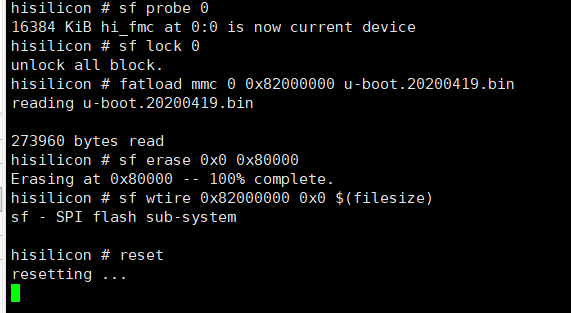 hisilicon # sf probe 0
16384 KiB hi_fmc at 0:0 is now current device
hisilicon # sf lock 0
unlock all block.
hisilicon # fatload mmc 0 0x82000000 u-boot.20200419.bin
reading u-boot.20200419.bin
273960 bytes read
hisilicon # sf erase 0x0 0x80000
Erasing at 0x80000 -- 100% complete.
hisilicon # sf wtire 0x82000000 0x0 $(filesize)
sf - SPI flash sub-system
hisilicon # reset
resetting ...